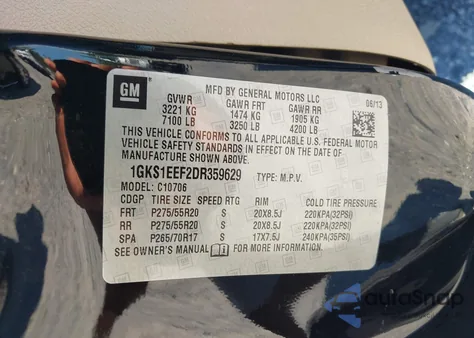 GM
MFD BY GENERAL MOTORS LLC
06/13
GVWR GAWR FRT GAWR RR
3221 KG 1474 KG 1905 KG
7100 LB 3250 LB 4200 LB
THIS VEHICLE CONFORMS TO ALL APPLICABLE U.S. FEDERAL MOTOR
VEHICLE SAFETY, BUMPER, AND THEFT PREVENTION STANDARDS IN EFFECT ON THE DATE OF
MANUFACTURE SHOWN ABOVE.
1GKS1EEF2DR359629 TYPE: M.P.V.
MODEL: C10706
CDGP TIRE SIZE SPEED RTG RIM COLD TIRE PRESSURE
FRT P275/55R20 S 20X8.5J 220KPA(32PSI)
RR P275/55R20 S 20X8.5J 220KPA(32PSI)
SPA P265/70R17 S 17X7.5J 240KPA(35PSI)
SEE OWNER'S MANUAL FOR MORE INFORMATION.
autoSnap